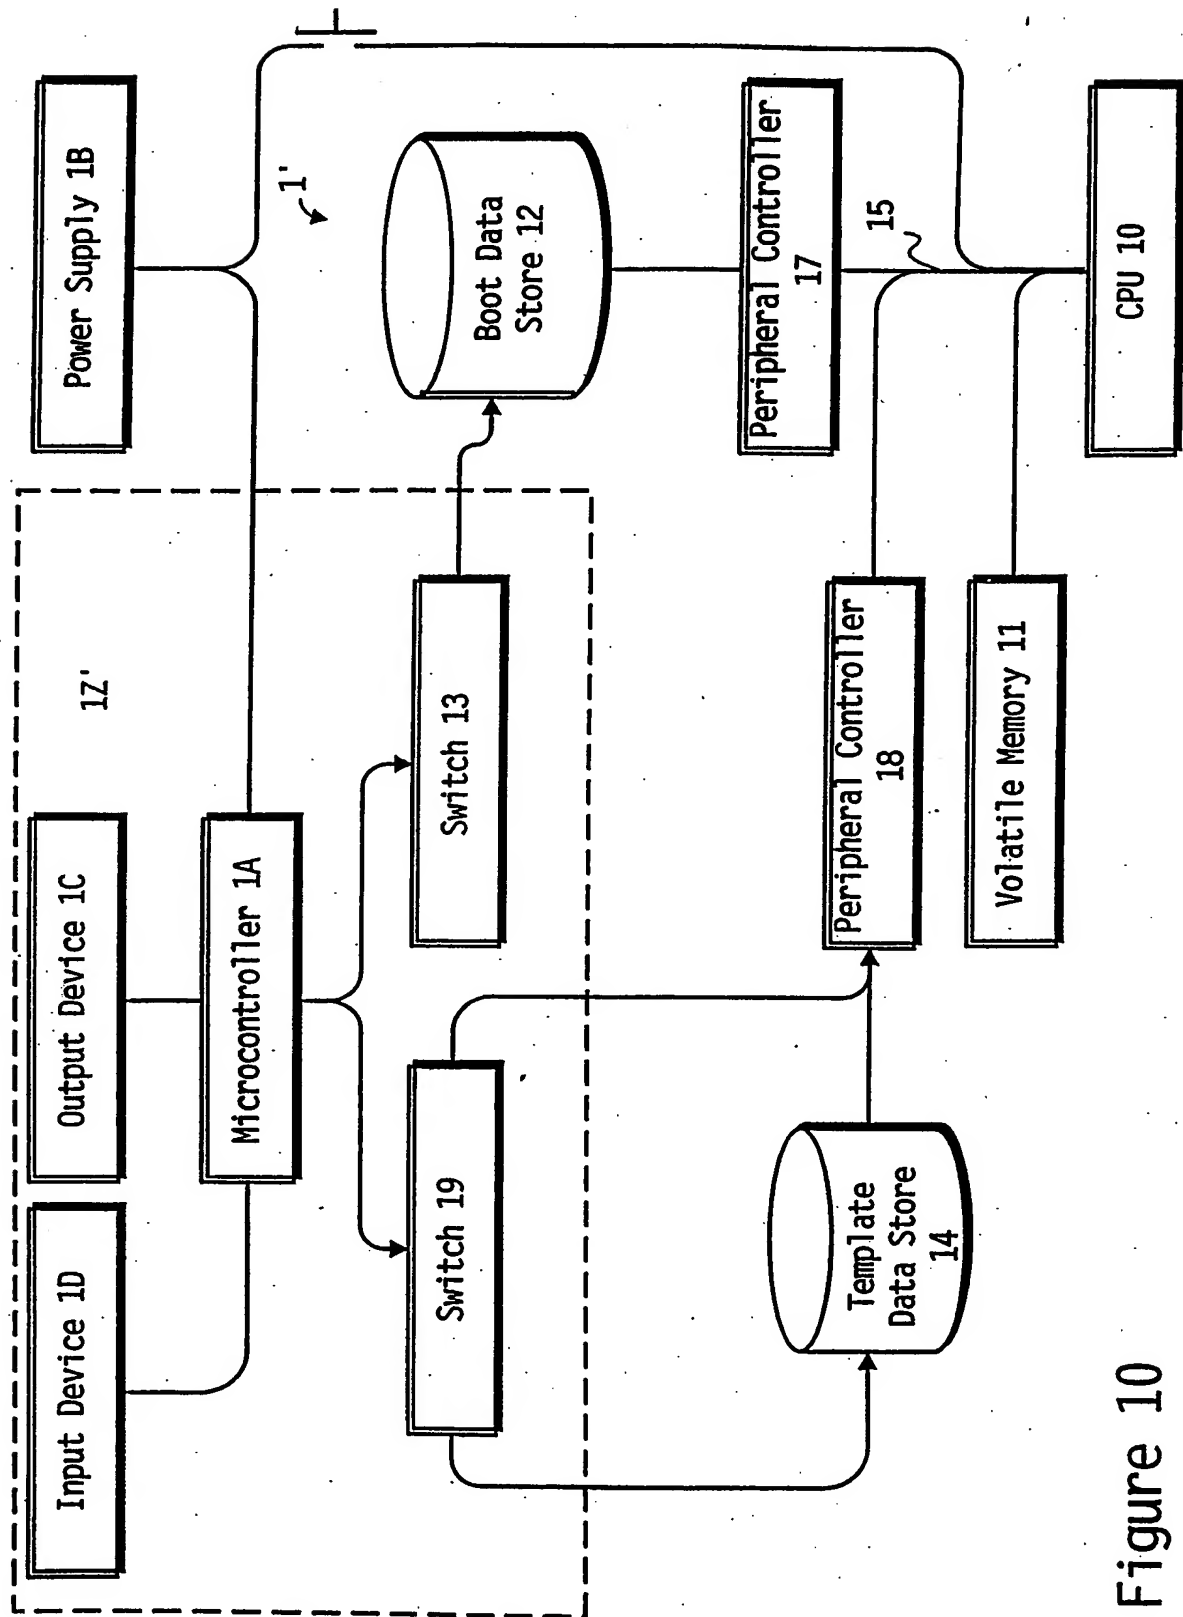 Input Device 1D
Output Device 1C
Power Supply 1B
1Z'
1'
Microcontroller 1A
Switch 19
Switch 13
Boot Data
Store 12
Template
Data Store
14
Peripheral Controller
18
Peripheral Controller
17
15
Volatile Memory 11
CPU 10
Figure 10